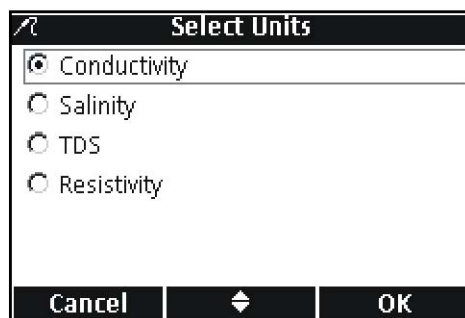 Select Units
Conductivity
Salinity
TDS
Resistivity
Cancel OK